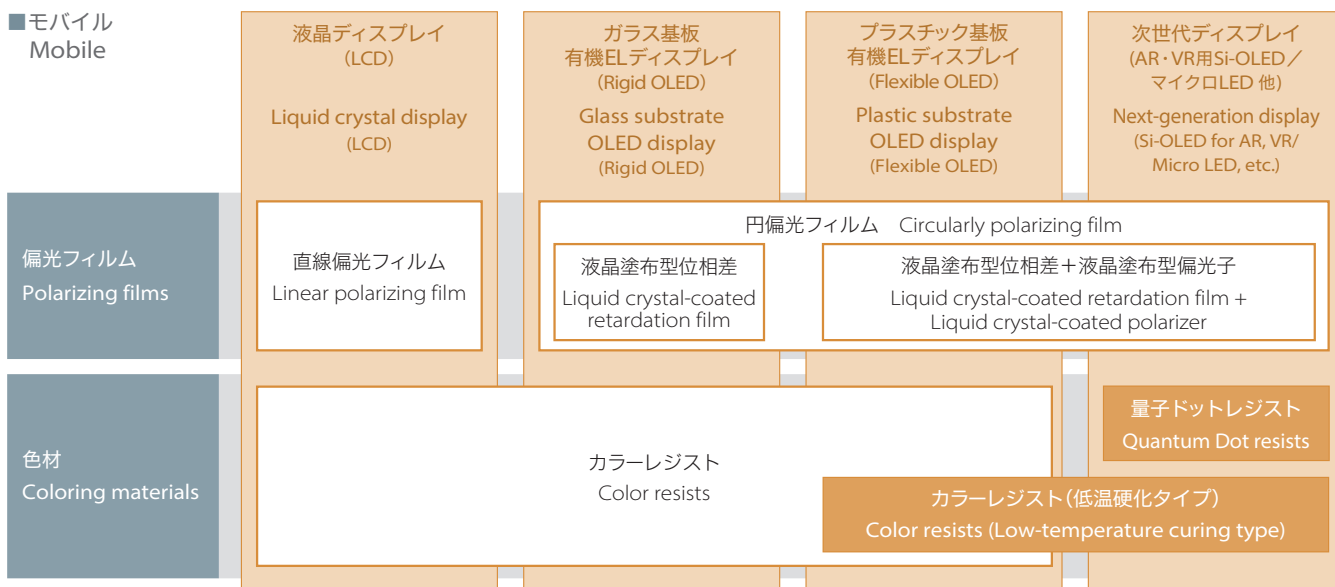 ■モバイル
Mobile
液晶ディスプレイ
(LCD)
Liquid crystal display
(LCD)
ガラス基板
有機ELディスプレイ
(Rigid OLED)
Glass substrate
OLED display
(Rigid OLED)
プラスチック基板
有機ELディスプレイ
(Flexible OLED)
Plastic substrate
OLED display
(Flexible OLED)
次世代ディスプレイ
(AR・VR用Si-OLED／
マイクロLED 他)
Next-generation display
(Si-OLED for AR, VR/
Micro LED, etc.)
偏光フィルム
Polarizing films
直線偏光フィルム
Linear polarizing film
円偏光フィルム Circularly polarizing film
液晶塗布型位相差
Liquid crystal-coated
retardation film
液晶塗布型位相差＋液晶塗布型偏光子
Liquid crystal-coated retardation film +
Liquid crystal-coated polarizer
色材
Coloring materials
カラーレジスト
Color resists
量子ドットレジスト
Quantum Dot resists
カラーレジスト（低温硬化タイプ）
Color resists (Low-temperature curing type)